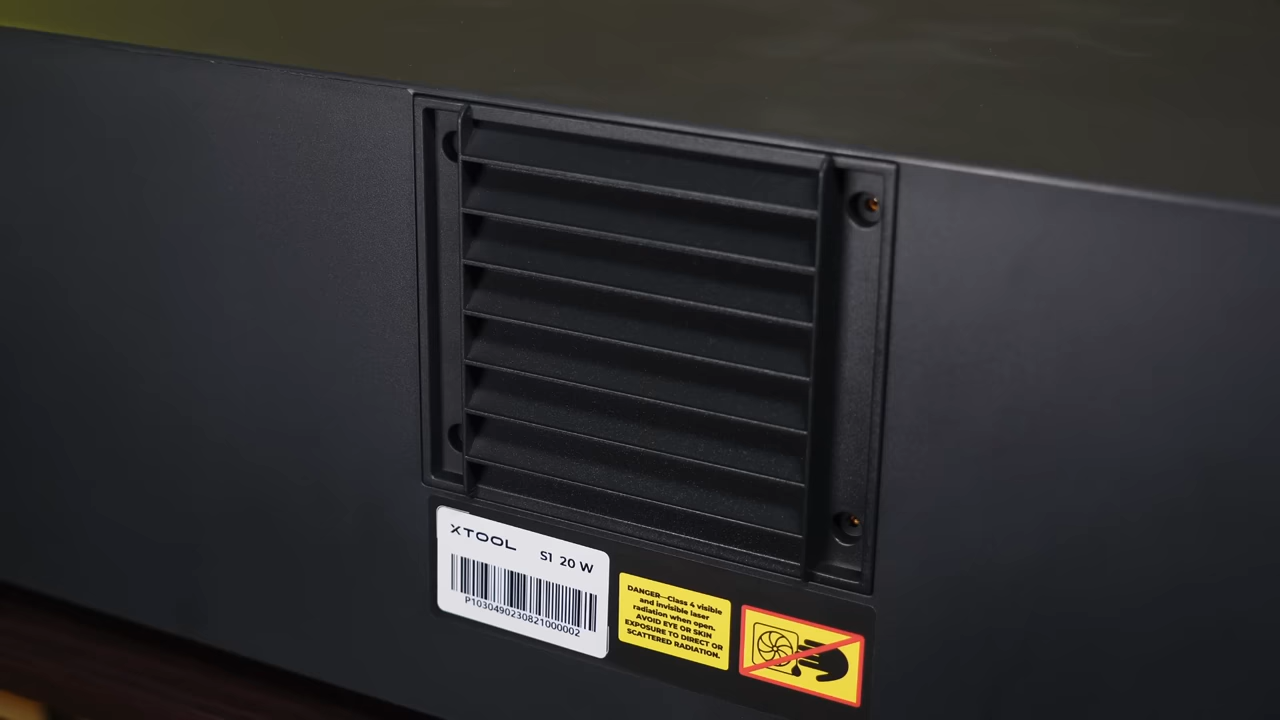 XTOOL S1 20 W
P1030490230821000002
DANGER—Class 4 visible
and invisible laser
radiation when open.
AVOID EYE OR SKIN
EXPOSURE TO DIRECT OR
SCATTERED RADIATION.